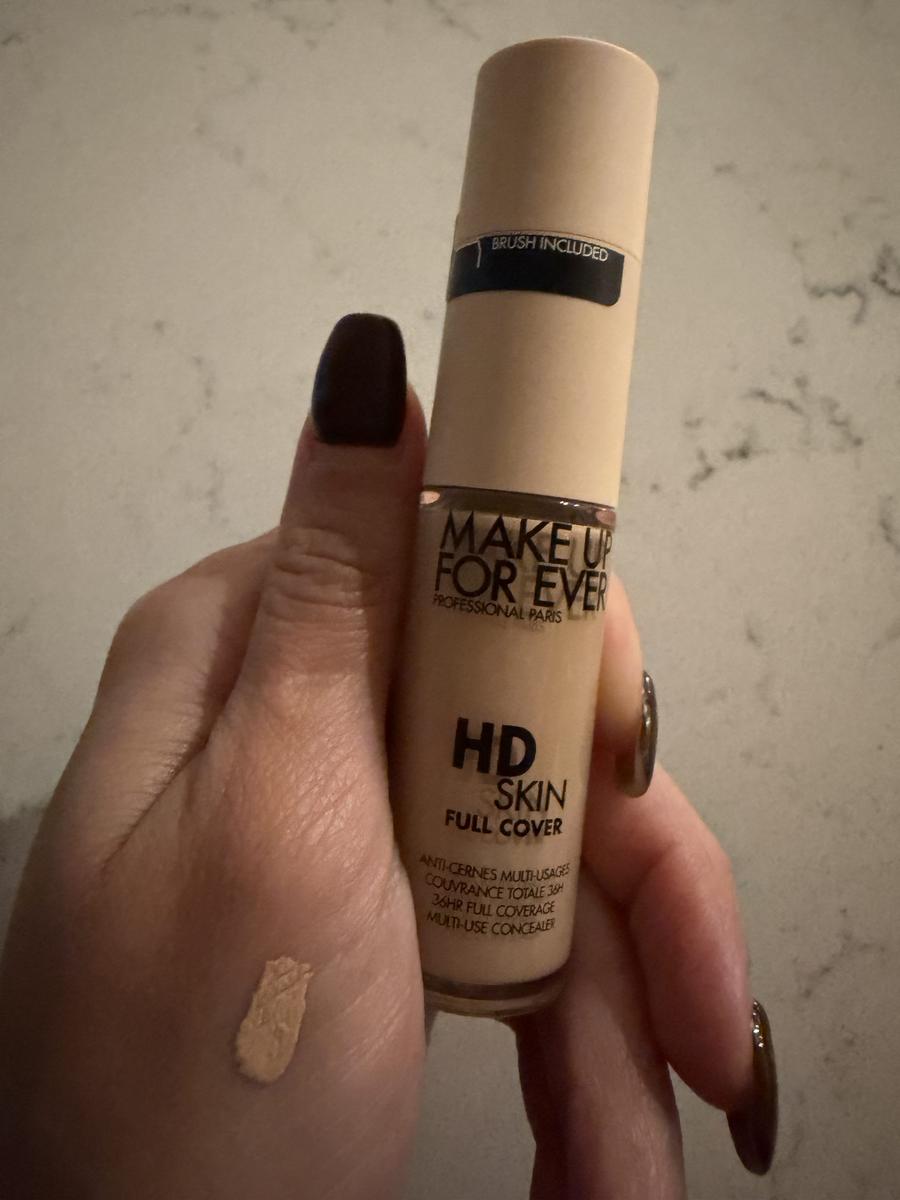 BRUSH INCLUDED
MAKE UP
FOR EVER
PROFESSIONAL PARIS
HD
SKIN
FULL COVER
ANTI-CERNES MULTI-USAGES
COUVRANCE TOTALE 36H
36HR FULL COVERAGE
MULTI-USE CONCEALER